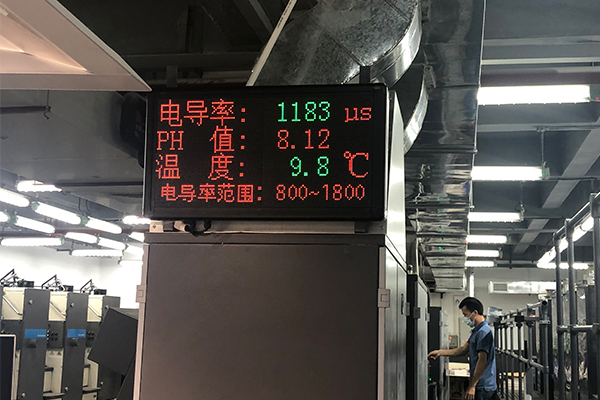 电导率: 1183 μs
PH 值: 8.12
温 度: 9.8 ℃
电导率范围: 800~1800